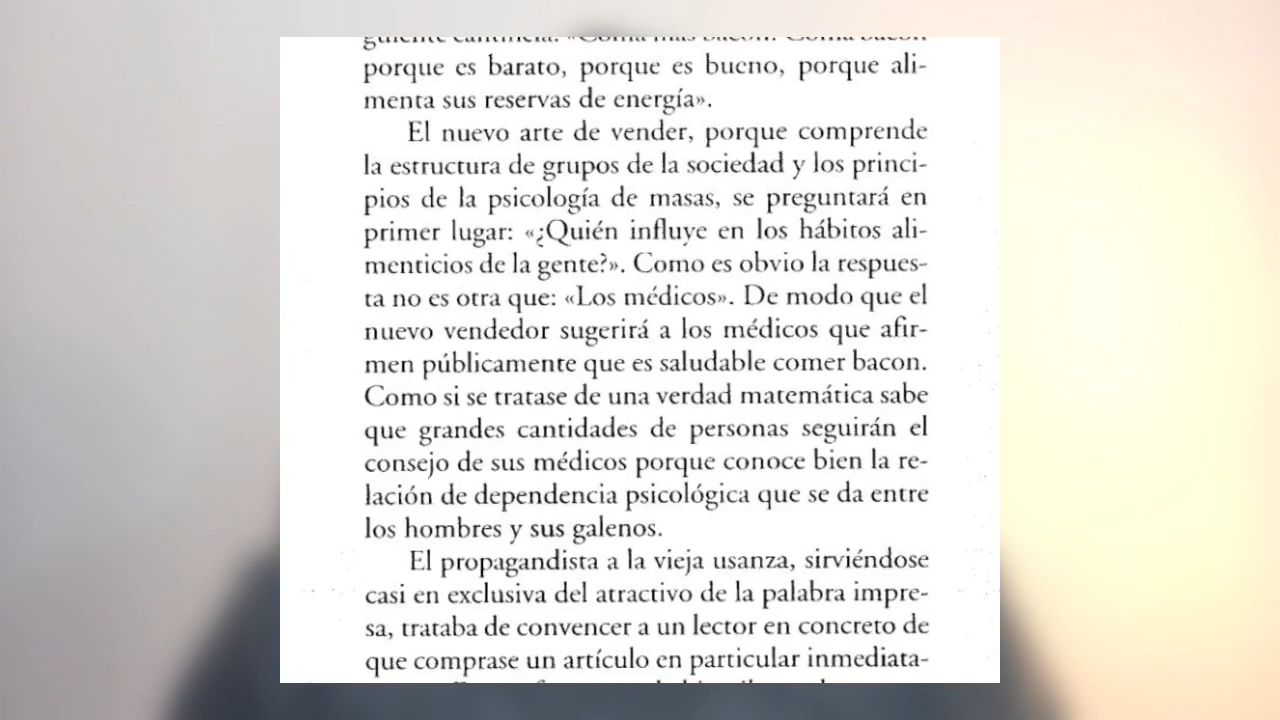 porque es barato, porque es bueno, porque ali-
menta sus reservas de energía».
El nuevo arte de vender, porque comprende
la estructura de grupos de la sociedad y los princi-
pios de la psicología de masas, se preguntará en
primer lugar: «¿Quién influye en los hábitos ali-
menticios de la gente?». Como es obvio la respues-
ta no es otra que: «Los médicos». De modo que el
nuevo vendedor sugerirá a los médicos que afir-
men públicamente que es saludable comer bacon.
Como si se tratase de una verdad matemática sabe
que grandes cantidades de personas seguirán el
consejo de sus médicos porque conoce bien la re-
lación de dependencia psicológica que se da entre
los hombres y sus galenos.
El propagandista a la vieja usanza, sirviéndose
casi en exclusiva del atractivo de la palabra impre-
sa, trataba de convencer a un lector en concreto de
que comprase un artículo en particular inmediata-